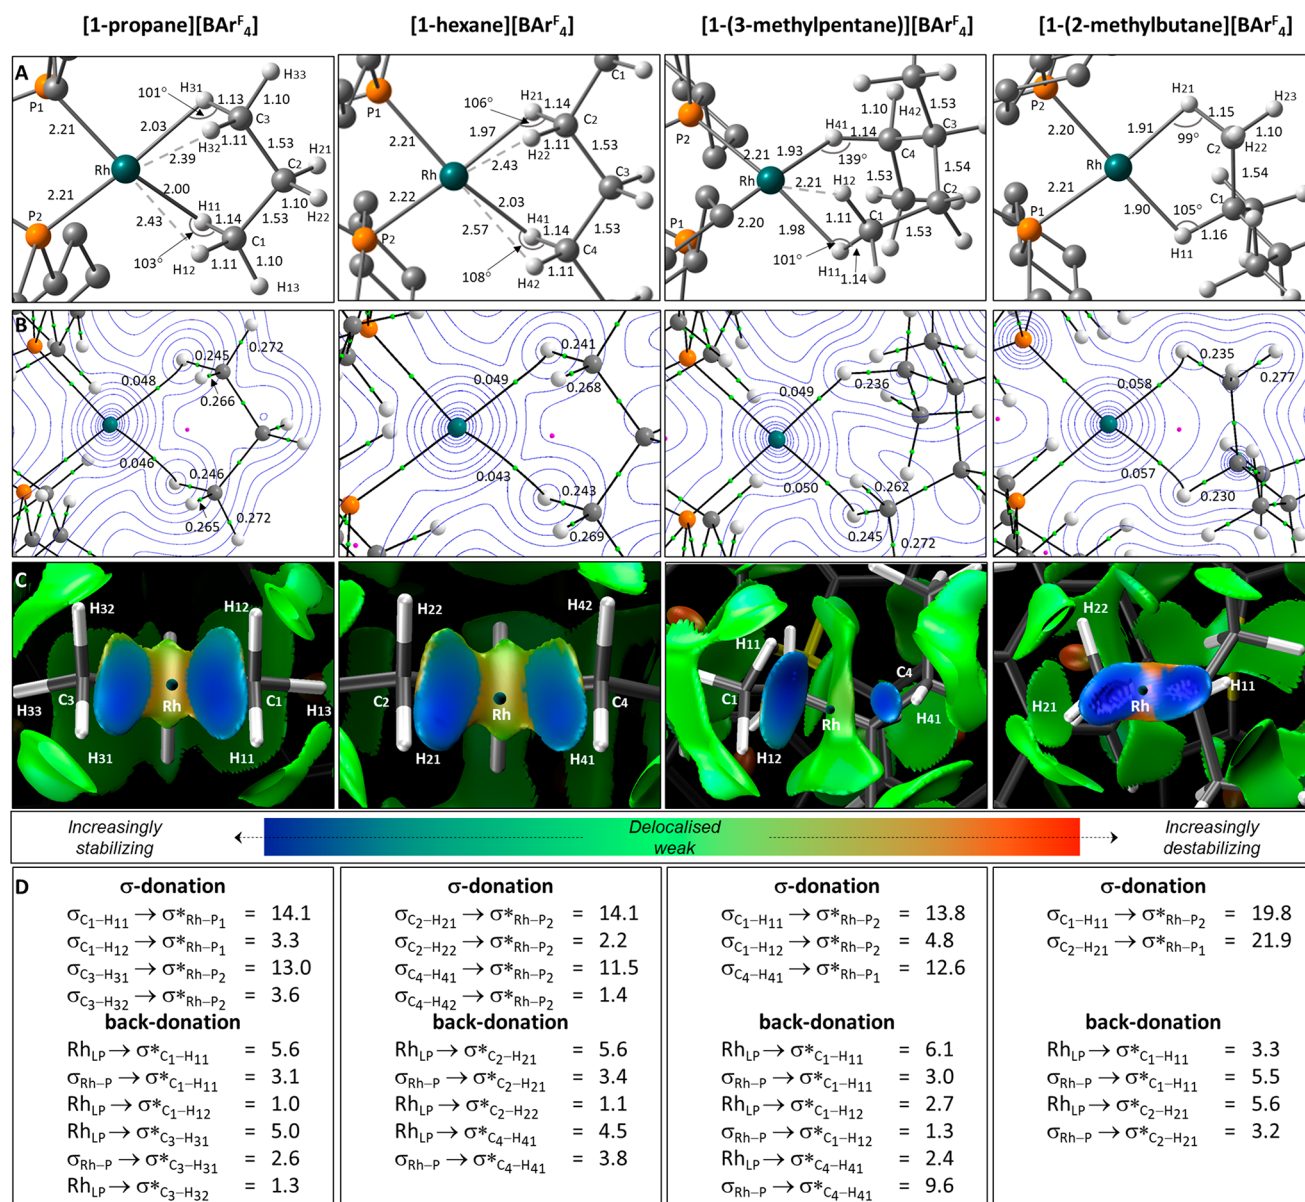 [1-propane][BArF4]
[1-hexane][BArF4]
[1-(3-methylpentane)][BArF4]
[1-(2-methylbutane][BArF4]
A
P1
2.21
Rh
2.21
P2
H31
101°
1.13
2.03
H33
1.10
C3
1.11
H32
2.39
1.53
H21
C2
1.10
H22
2.00
H11
2.43
1.14
1.53
C1
103°
H12
1.11
1.10
H13
C1
P1
H21
106°
1.14
C2
2.21
1.97
1.11
H22
2.43
1.53
Rh
C3
2.22
2.03
1.53
H41
2.57
1.14
P2
C4
1.11
108°
H42
1.53
1.10
H42
H41
1.14
C3
P2
2.21
1.93
139°
C4
1.54
Rh
2.21
H12
1.53
C2
P1
2.20
1.98
1.11
C1
1.53
101°
H11
1.14
P2
H21
H23
1.15
2.20
1.91
99°
1.10
C2
H22
Rh
1.54
2.21
1.90
P1
105°
C1
H11
1.16
B
0.245
0.272
0.048
0.266
0.046
0.246
0.265
0.272
0.241
0.049
0.268
0.043
0.243
0.269
0.049
0.236
0.050
0.262
0.245
0.272
0.235
0.058
0.277
0.057
0.230
C
H32
H12
C3
Rh
C1
H33
H13
H31
H11
H22
H42
C2
Rh
C4
H21
H41
H11
C4
C1
Rh
H41
H12
H22
H21
Rh
H11
Increasingly
stabilizing
Delocalised
weak
Increasingly
destabilizing
D
σ-donation
σC1−H11 → σ*Rh−P1 = 14.1
σC1−H12 → σ*Rh−P1 = 3.3
σC3−H31 → σ*Rh−P2 = 13.0
σC3−H32 → σ*Rh−P2 = 3.6
back-donation
RhLP → σ*C1−H11 = 5.6
σRh−P → σ*C1−H11 = 3.1
RhLP → σ*C1−H12 = 1.0
RhLP → σ*C3−H31 = 5.0
σRh−P → σ*C3−H31 = 2.6
RhLP → σ*C3−H32 = 1.3
σ-donation
σC2−H21 → σ*Rh−P2 = 14.1
σC2−H22 → σ*Rh−P2 = 2.2
σC4−H41 → σ*Rh−P2 = 11.5
σC4−H42 → σ*Rh−P2 = 1.4
back-donation
RhLP → σ*C2−H21 = 5.6
σRh−P → σ*C2−H21 = 3.4
RhLP → σ*C2−H22 = 1.1
RhLP → σ*C4−H41 = 4.5
σRh−P → σ*C4−H41 = 3.8
σ-donation
σC1−H11 → σ*Rh−P2 = 13.8
σC1−H12 → σ*Rh−P2 = 4.8
σC4−H41 → σ*Rh−P1 = 12.6
back-donation
RhLP → σ*C1−H11 = 6.1
σRh−P → σ*C1−H11 = 3.0
RhLP → σ*C1−H12 = 2.7
σRh−P → σ*C1−H12 = 1.3
RhLP → σ*C4−H41 = 2.4
σRh−P → σ*C4−H41 = 9.6
σ-donation
σC1−H11 → σ*Rh−P2 = 19.8
σC2−H21 → σ*Rh−P1 = 21.9
back-donation
RhLP → σ*C1−H11 = 3.3
σRh−P → σ*C1−H11 = 5.5
RhLP → σ*C2−H21 = 5.6
σRh−P → σ*C2−H21 = 3.2